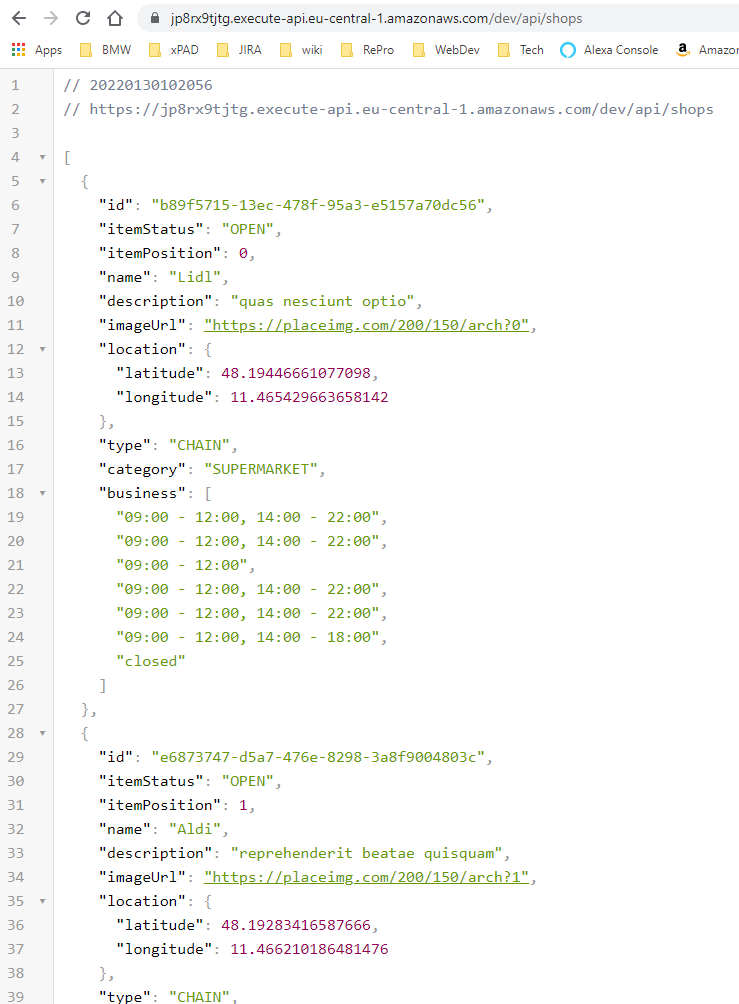 jp8rx9tjtg.execute-api.eu-central-1.amazonaws.com/dev/api/shops
Apps BMW xPAD JIRA wiki RePro WebDev Tech Alexa Console Amazon
1 // 20220130102056
2 // https://jp8rx9tjtg.execute-api.eu-central-1.amazonaws.com/dev/api/shops
3
4 [
5 {
6 "id": "b89f5715-13ec-478f-95a3-e5157a70dc56",
7 "itemStatus": "OPEN",
8 "itemPosition": 0,
9 "name": "Lidl",
10 "description": "quas nesciunt optio",
11 "imageUrl": "https://placeimg.com/200/150/arch?0",
12 "location": {
13 "latitude": 48.19446661077098,
14 "longitude": 11.465429663658142
15 },
16 "type": "CHAIN",
17 "category": "SUPERMARKET",
18 "business": [
19 "09:00 - 12:00, 14:00 - 22:00",
20 "09:00 - 12:00, 14:00 - 22:00",
21 "09:00 - 12:00",
22 "09:00 - 12:00, 14:00 - 22:00",
23 "09:00 - 12:00, 14:00 - 22:00",
24 "09:00 - 12:00, 14:00 - 18:00",
25 "closed"
26 ]
27 },
28 {
29 "id": "e6873747-d5a7-476e-8298-3a8f9004803c",
30 "itemStatus": "OPEN",
31 "itemPosition": 1,
32 "name": "Aldi",
33 "description": "reprehenderit beatae quisquam",
34 "imageUrl": "https://placeimg.com/200/150/arch?1",
35 "location": {
36 "latitude": 48.19283416587666,
37 "longitude": 11.466210186481476
38 },
39 "type": "CHAIN",